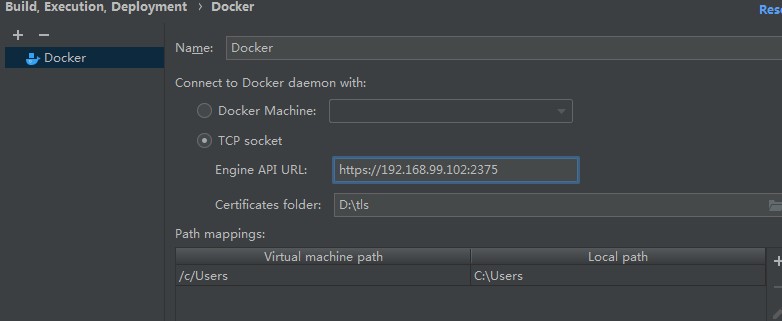 Build, Execution, Deployment › Docker
Docker
Name: Docker
Connect to Docker daemon with:
Docker Machine:
TCP socket
Engine API URL: https://192.168.99.102:2375
Certificates folder: D:\tls
Path mappings:
Virtual machine path Local path
/c/Users C:\Users